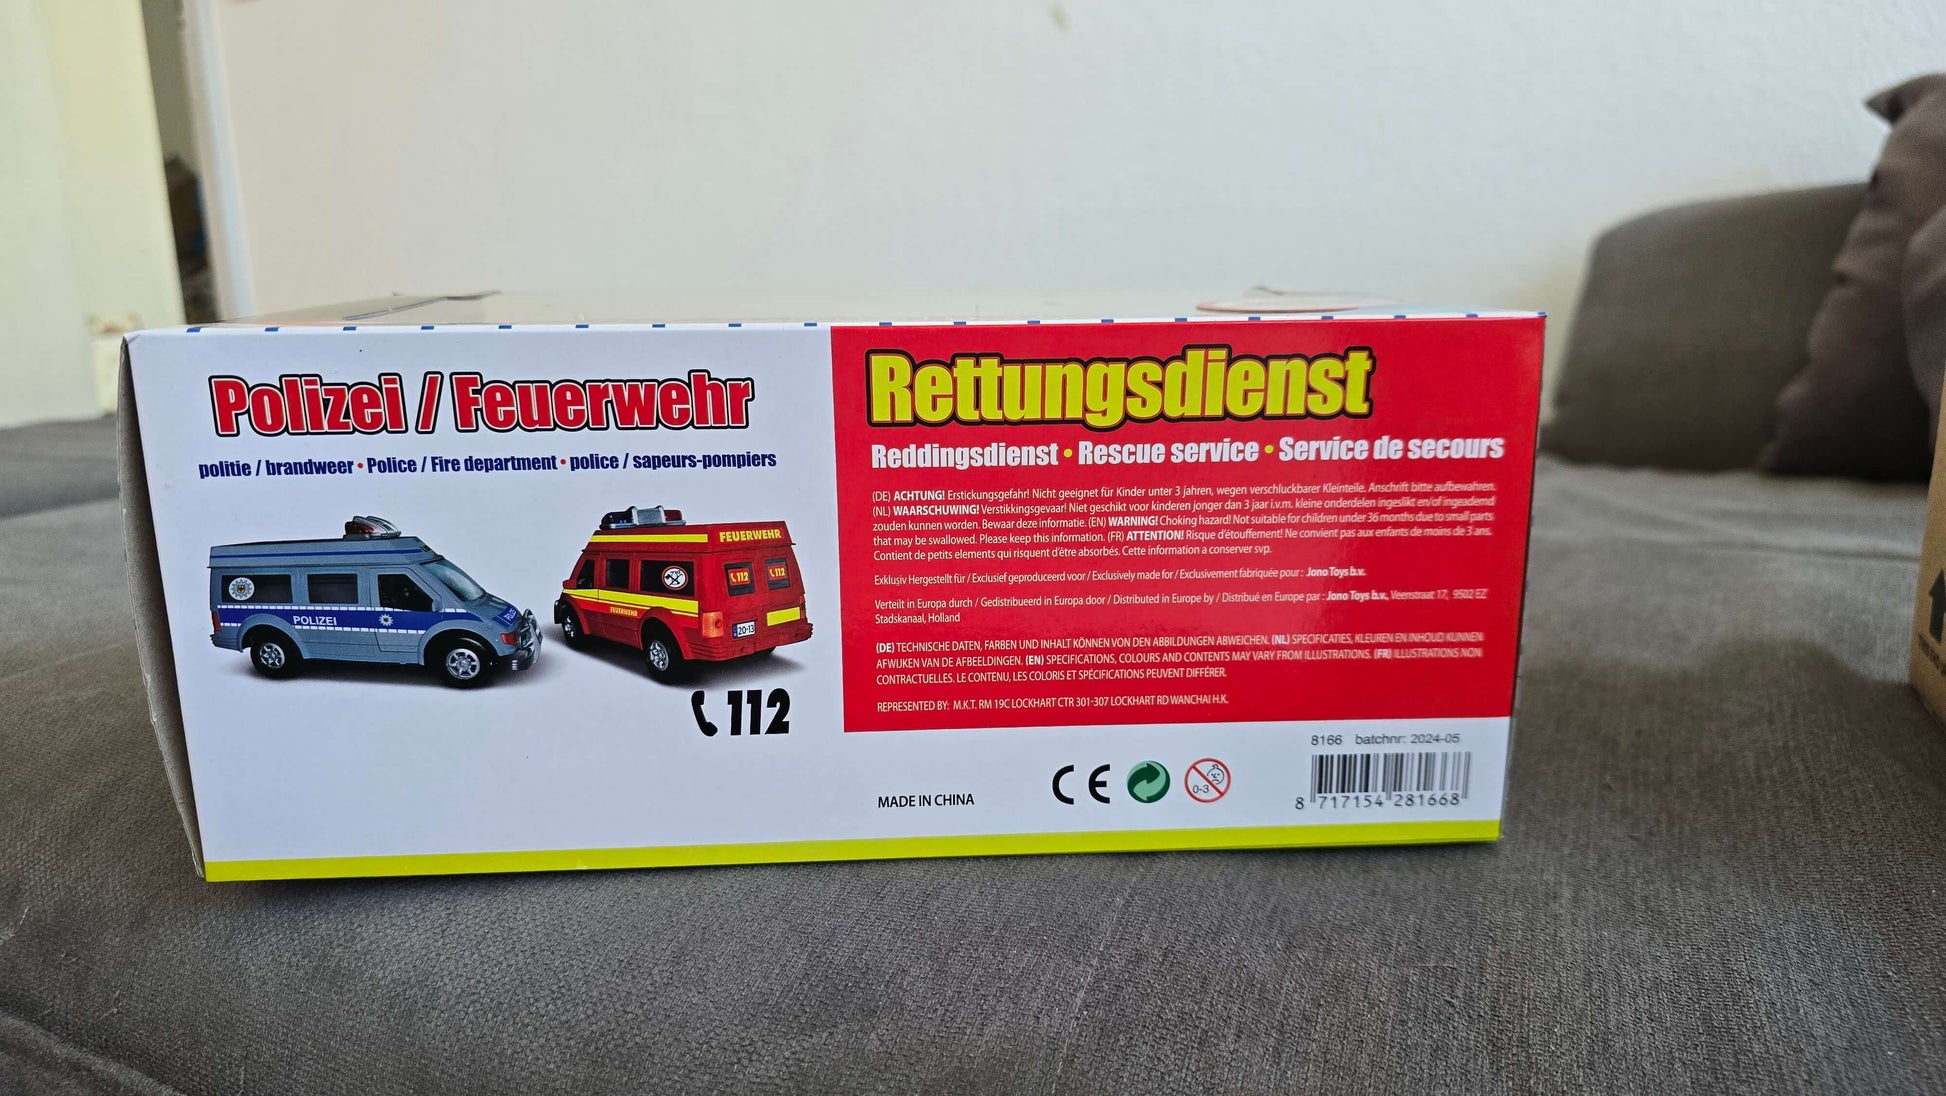 Polizei / Feuerwehr
politie / brandweer • Police / Fire department • police / sapeurs-pompiers
POLIZEI
POLIZEI
FEUERWEHR
112
112
FEUERWEHR
20-13
112
Rettungsdienst
Reddingsdienst • Rescue service • Service de secours
(DE) ACHTUNG! Erstickungsgefahr! Nicht geeignet für Kinder unter 3 jahren, wegen verschluckbarer Kleinteile. Anschrift bitte aufbewahren.
(NL) WAARSCHUWING! Verstikkingsgevaar! Niet geschikt voor kinderen jonger dan 3 jaar i.v.m. kleine onderdelen ingeslikt en/of ingeademd
zouden kunnen worden. Bewaar deze informatie. (EN) WARNING! Choking hazard! Not suitable for children under 36 months due to small parts
that may be swallowed. Please keep this information. (FR) ATTENTION! Risque d'étouffement! Ne convient pas aux enfants de moins de 3 ans.
Contient de petits elements qui risquent d'être absorbés. Cette information a conserver svp.
Exklusiv Hergestellt für / Exclusief geproduceerd voor / Exclusively made for / Exclusivement fabriquée pour : Jono Toys b.v.
Verteilt in Europa durch / Gedistribueerd in Europa door / Distributed in Europe by / Distribué en Europe par : Jono Toys b.v., Veenstraat 17, 9502 EZ
Stadskanaal, Holland
(DE) TECHNISCHE DATEN, FARBEN UND INHALT KÖNNEN VON DEN ABBILDUNGEN ABWEICHEN. (NL) SPECIFICATIES, KLEUREN EN INHOUD KUNNEN
AFWIJKEN VAN DE AFBEELDINGEN. (EN) SPECIFICATIONS, COLOURS AND CONTENTS MAY VARY FROM ILLUSTRATIONS. (FR) ILLUSTRATIONS NON
CONTRACTUELLES. LE CONTENU, LES COLORIS ET SPÉCIFICATIONS PEUVENT DIFFÉRER.
REPRESENTED BY: M.K.T. RM 19C LOCKHART CTR 301-307 LOCKHART RD WANCHAI H.K.
MADE IN CHINA
CE
0-3
8166 batchnr: 2024-05
8 717154 281668